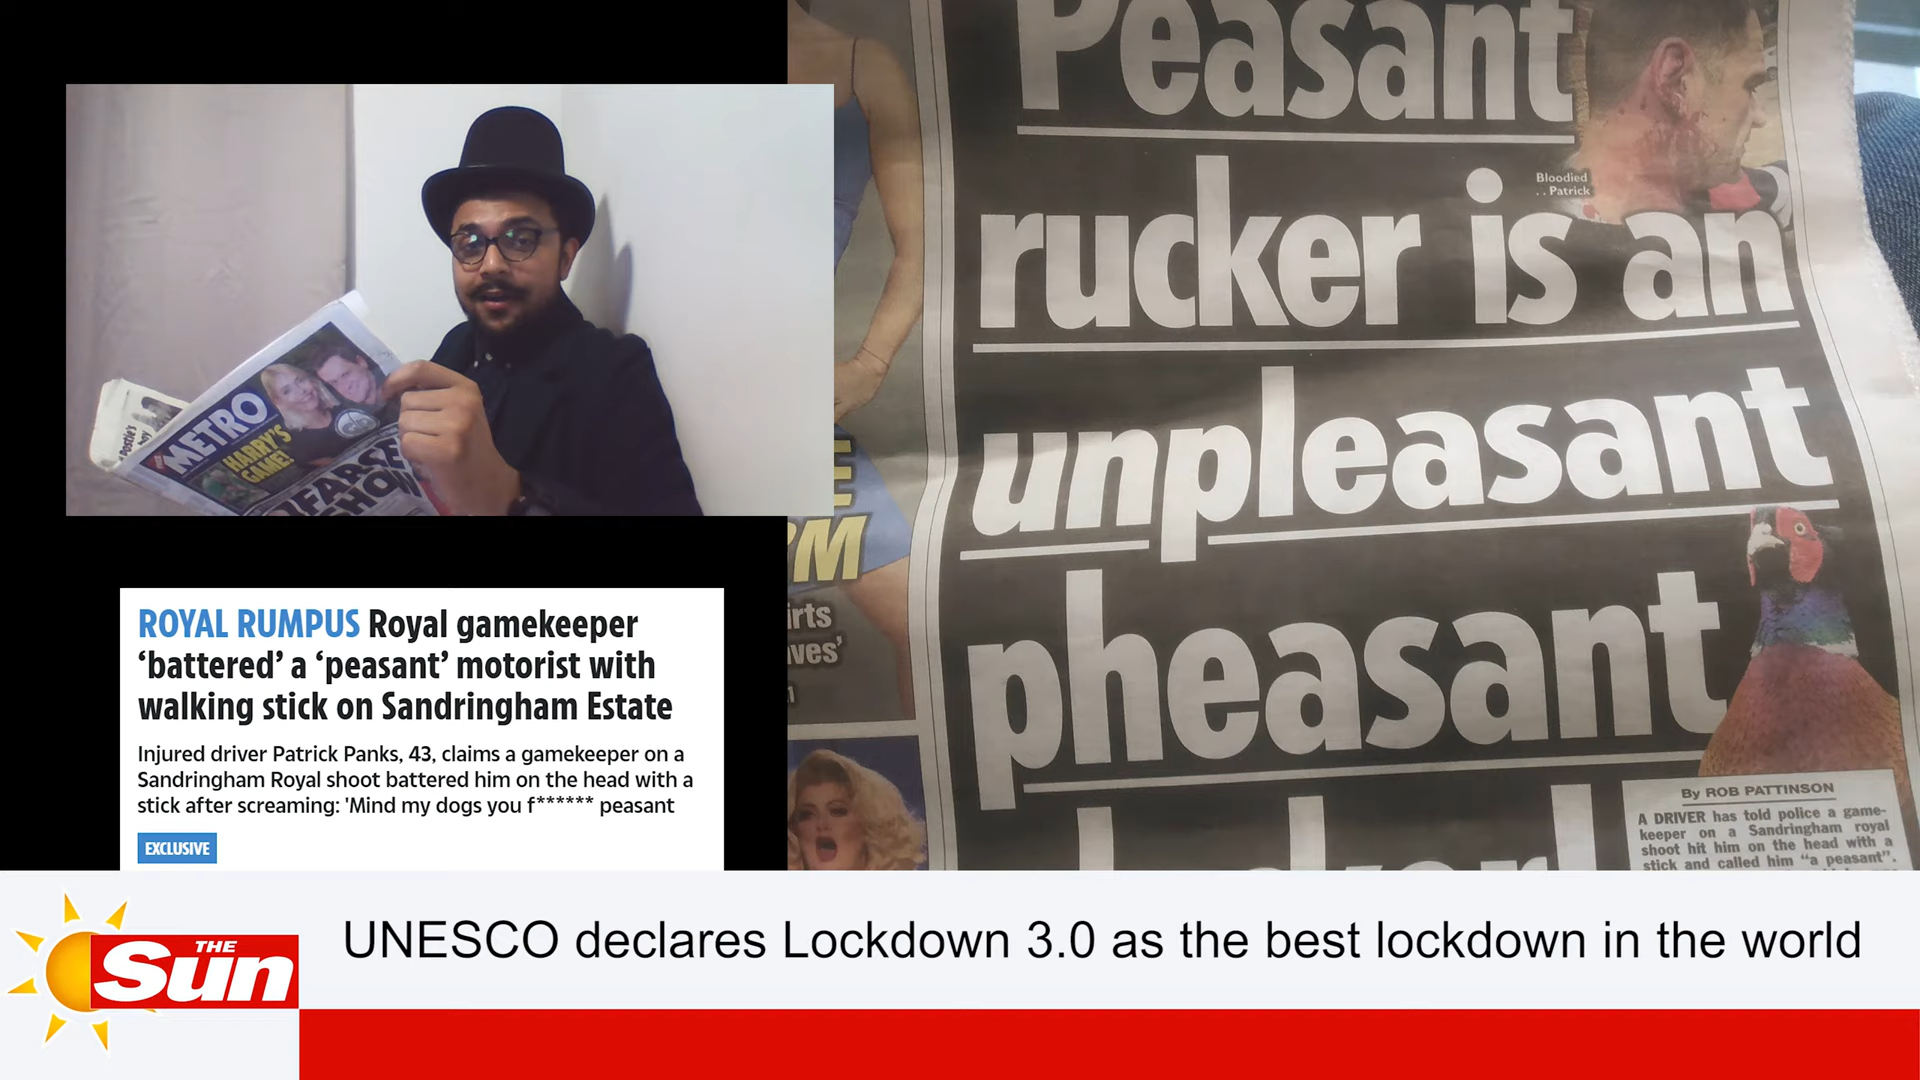 Peasant
rucker is an
unpleasant
pheasant
Bloodied
. . Patrick
By ROB PATTINSON
A DRIVER has told police a game-
keeper on a Sandringham royal
shoot hit him on the head with a
stick and called him “a peasant”.
E
RM
irts
ves’
METRO
HARRY'S
GAME!
ROYAL RUMPUS Royal gamekeeper
‘battered’ a ‘peasant’ motorist with
walking stick on Sandringham Estate
Injured driver Patrick Panks, 43, claims a gamekeeper on a
Sandringham Royal shoot battered him on the head with a
stick after screaming: 'Mind my dogs you f****** peasant
EXCLUSIVE
THE
Sun
UNESCO declares Lockdown 3.0 as the best lockdown in the world